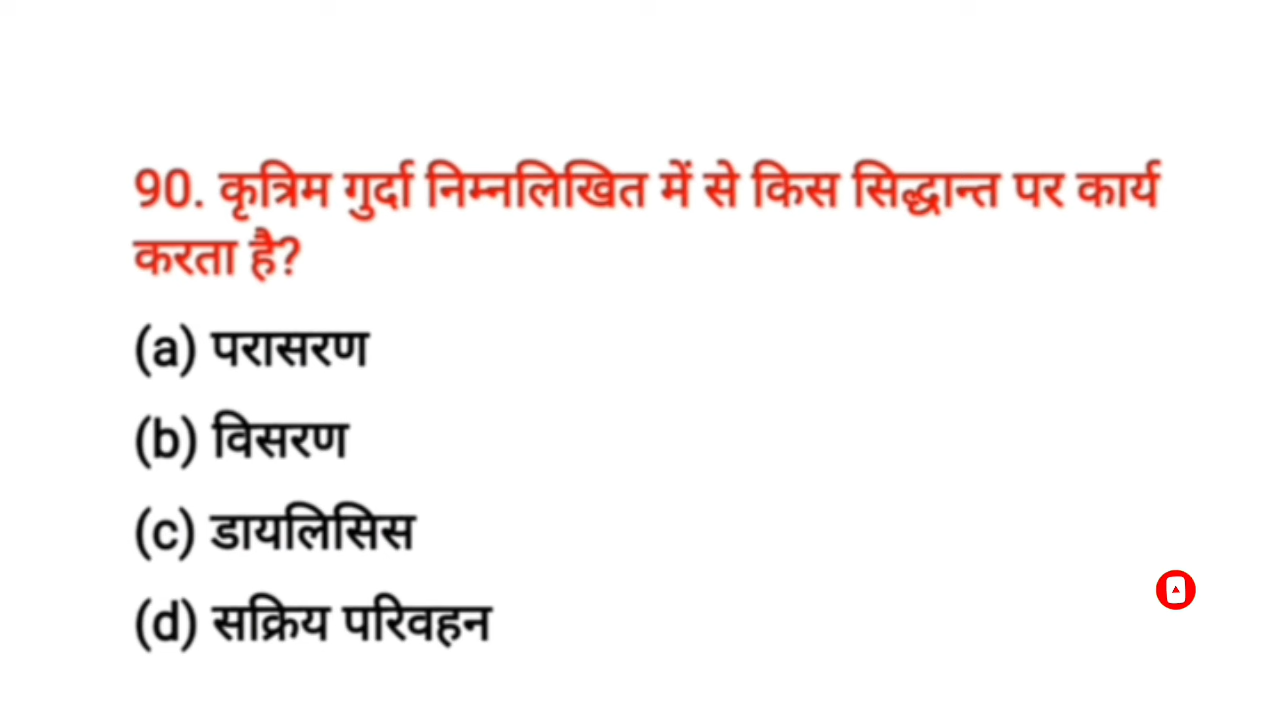 90. कृत्रिम गुर्दा निम्नलिखित में से किस सिद्धान्त पर कार्य
करता है?
(a) परासरण
(b) विसरण
(c) डायलिसिस
(d) सक्रिय परिवहन